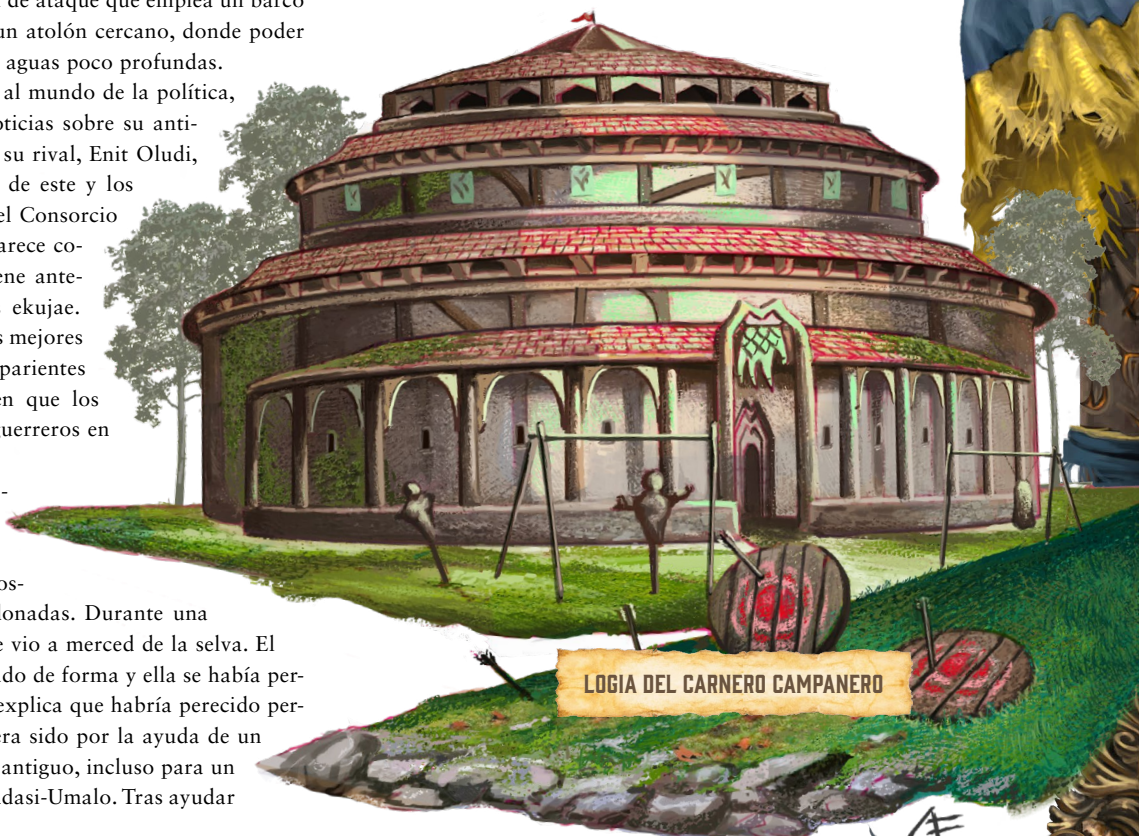 de ataque que emplea un barco
un atolón cercano, donde poder
aguas poco profundas.
al mundo de la política,
oticias sobre su anti-
su rival, Enit Oludi,
de este y los
el Consorcio
arece co-
ene ante-
ekujae.
s mejores
parientes
en que los
guerreros en
-
os-
donadas. Durante una
e vio a merced de la selva. El
ido de forma y ella se había per-
explica que habría perecido per-
era sido por la ayuda de un
antiguo, incluso para un
dasi-Umalo. Tras ayudar
LOGIA DEL CARNERO CAMPANERO